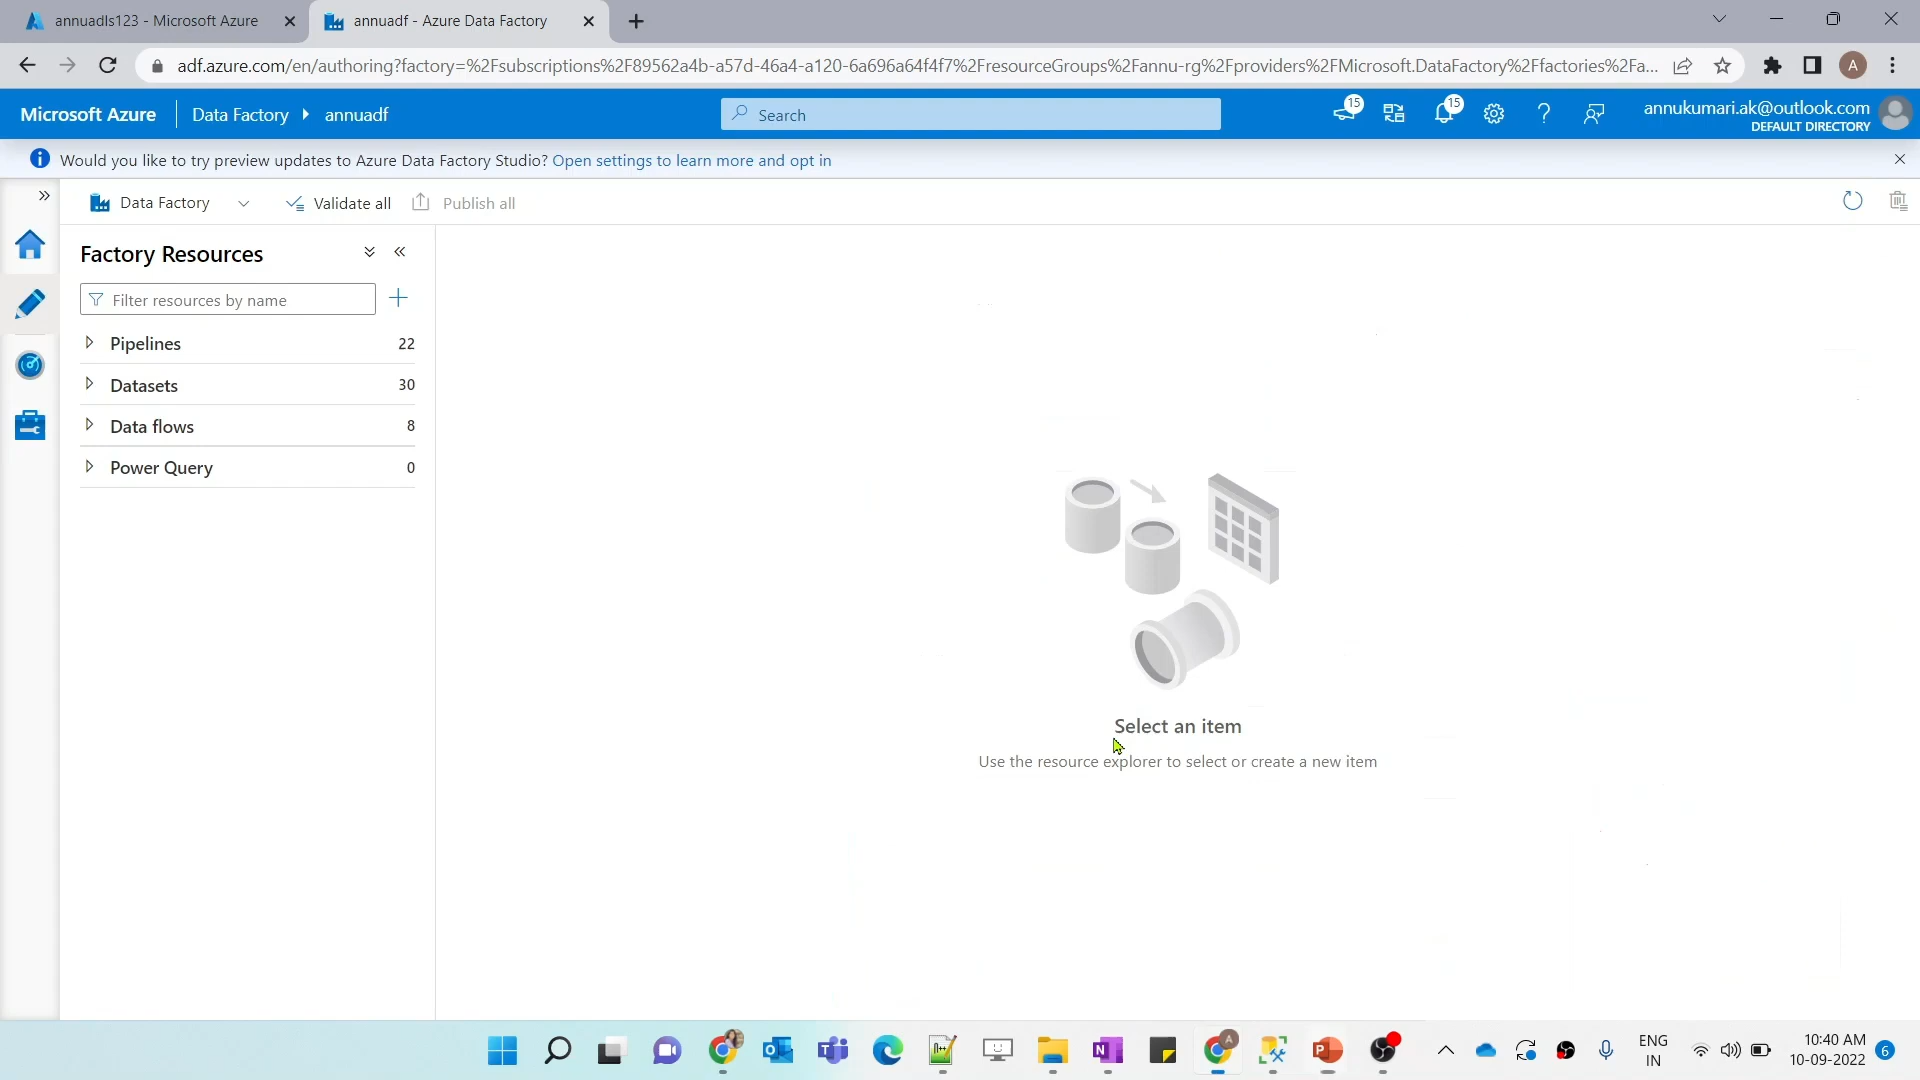 annuadls123 - Microsoft Azure
annuadf - Azure Data Factory
adf.azure.com/en/authoring?factory=%2Fsubscriptions%2F89562a4b-a57d-46a4-a120-6a696a64f4f7%2FresourceGroups%2Fannu-rg%2Fproviders%2FMicrosoft.DataFactory%2Ffactories%2Fa...
A
Microsoft Azure
Data Factory
annuadf
Search
15
15
annukumari.ak@outlook.com
DEFAULT DIRECTORY
Would you like to try preview updates to Azure Data Factory Studio? Open settings to learn more and opt in
Data Factory
Validate all
Publish all
Factory Resources
Filter resources by name
Pipelines 22
Datasets 30
Data flows 8
Power Query 0
Select an item
Use the resource explorer to select or create a new item
ENG
IN
10:40 AM
10-09-2022
6